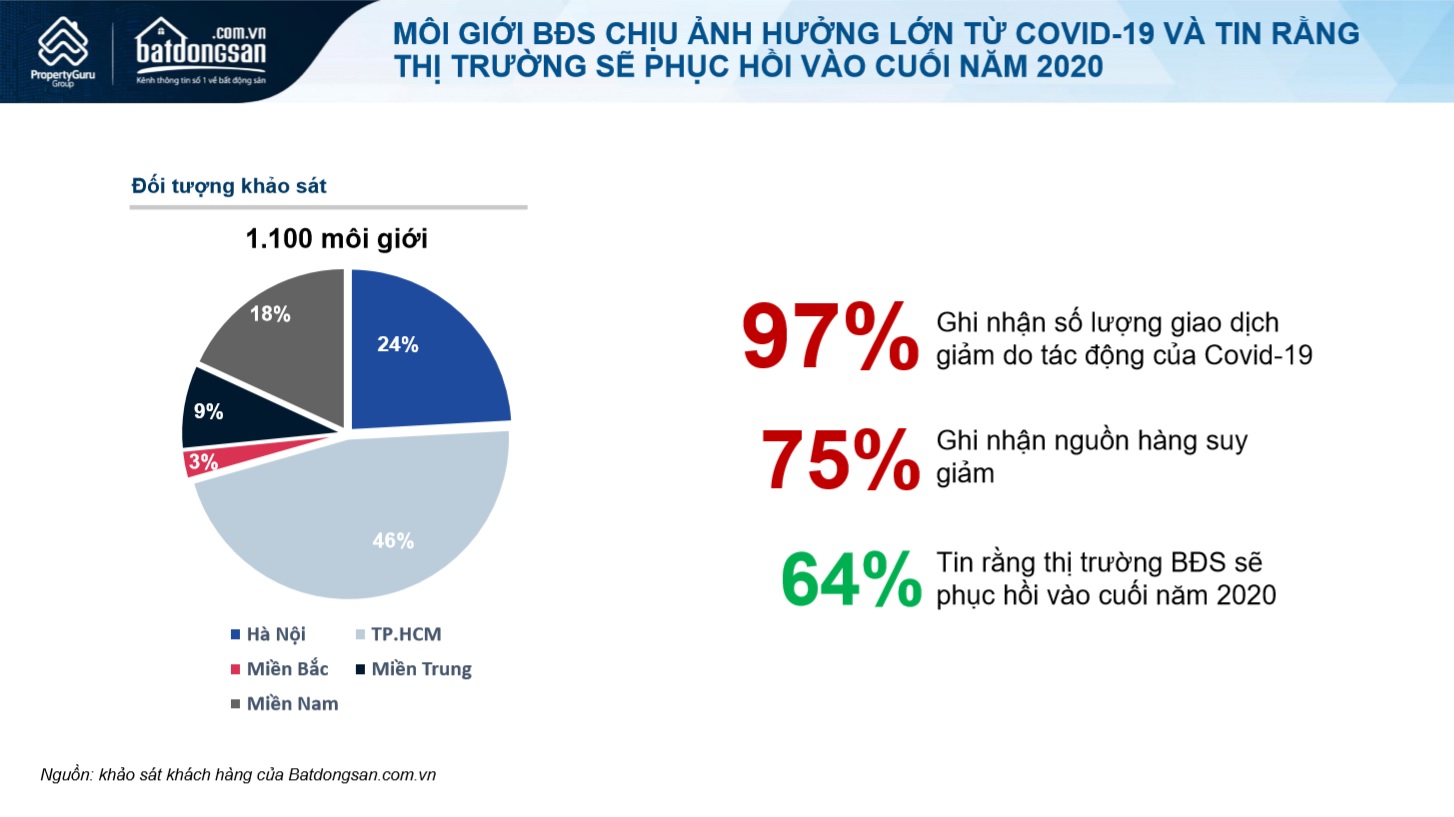 PropertyGuru
Group
.com.vn
batdongsan
Kênh thông tin số 1 về bất động sản
MÔI GIỚI BĐS CHỊU ẢNH HƯỞNG LỚN TỪ COVID-19 VÀ TIN RẰNG
THỊ TRƯỜNG SẼ PHỤC HỒI VÀO CUỐI NĂM 2020
Đối tượng khảo sát
1.100 môi giới
18%
24%
9%
3%
46%
Hà Nội
TP.HCM
Miền Bắc
Miền Trung
Miền Nam
97%
Ghi nhận số lượng giao dịch
giảm do tác động của Covid-19
75%
Ghi nhận nguồn hàng suy
giảm
64%
Tin rằng thị trường BĐS sẽ
phục hồi vào cuối năm 2020
Nguồn: khảo sát khách hàng của Batdongsan.com.vn